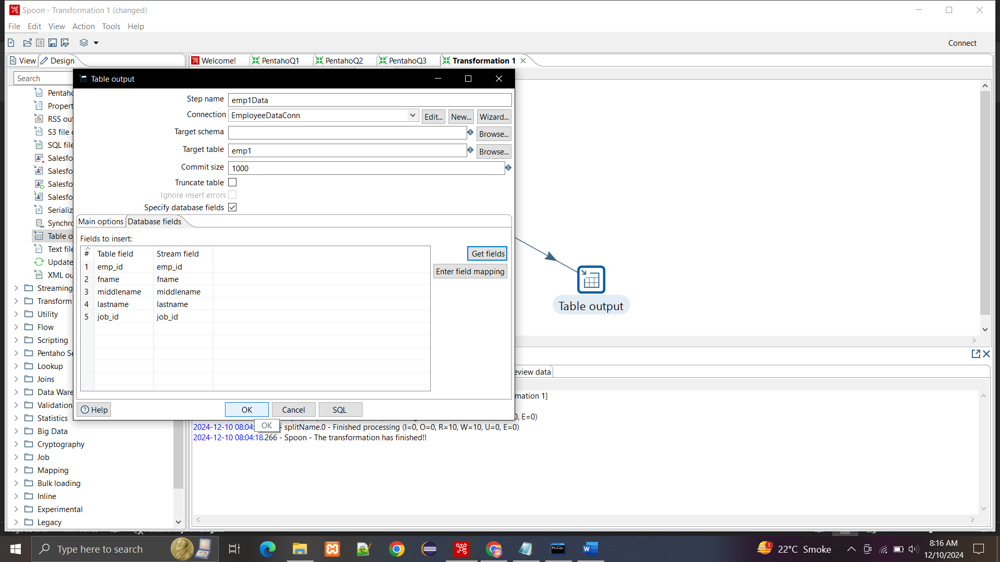 Spoon - Transformation 1 (changed)
File Edit View Action Tools Help
Connect
View Design
Welcome! PentahoQ1 PentahoQ2 PentahoQ3 Transformation 1
Search
Table output
Step name emp1Data
Connection EmployeeDataConn Edit... New... Wizard...
Target schema Browse...
Target table emp1 Browse...
Commit size 1000
Truncate table
Ignore insert errors
Specify database fields
Main options Database fields
Fields to insert:
# Table field Stream field
1 emp_id emp_id
2 fname fname
3 middlename middlename
4 lastname lastname
5 job_id job_id
Get fields
Enter field mapping
Help OK Cancel SQL
OK
Pentaho
Propert
RSS ou
S3 file
SQL file
Salesfo
Salesfo
Salesfo
Salesfo
Serializ
Synchro
Table o
Text file
Update
XML ou
Streaming
Transform
Utility
Flow
Scripting
Pentaho Se
Lookup
Joins
Data Ware
Validation
Statistics
Big Data
Cryptography
Job
Mapping
Bulk loading
Inline
Experimental
Legacy
Table output
eview data
mation 1]
0, E=0)
2024-12-10 08:04: - splitName.0 - Finished processing (I=0, O=0, R=10, W=10, U=0, E=0)
2024-12-10 08:04:18.266 - Spoon - The transformation has finished!!
Type here to search
MySQL
1
22°C Smoke
8:16 AM
12/10/2024